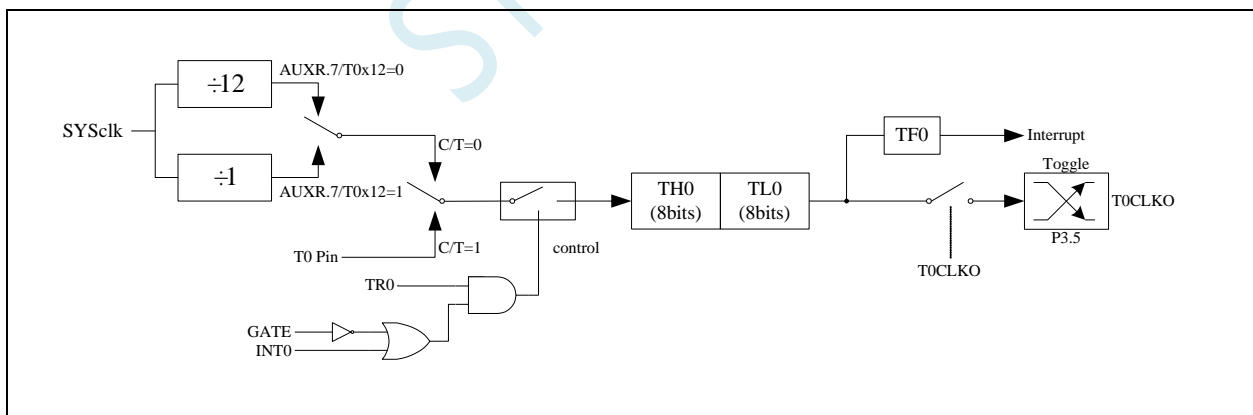 ÷12
AUXR.7/T0x12=0
SYSclk
÷1
AUXR.7/T0x12=1
C/T=0
C/T=1
T0 Pin
control
TR0
GATE
INT0
TH0
(8bits)
TL0
(8bits)
TF0
Interrupt
Toggle
T0CLKO
P3.5
T0CLKO